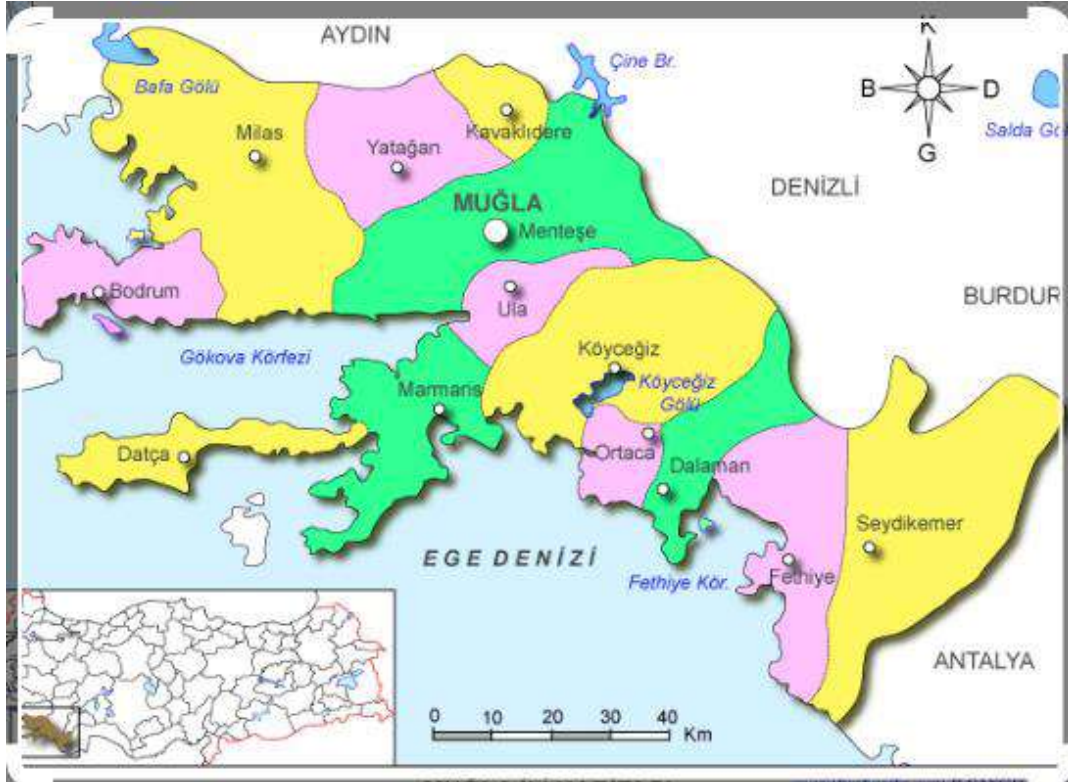 AYDIN
K
Bafa Gölü
Çine Br.
B
D
Milas
Kavaklıdere
Salda Gö
Yatağan
G
DENİZLİ
MUĞLA
Menteşe
Bodrum
Ula
BURDUR
Gökova Körfezi
Köyceğiz
Marmaris
Köyceğiz
Gölü
Datça
Ortaca
Dalaman
Seydikemer
EGE DENİZİ
Fethiye Kör.
Fethiye
ANTALYA
0 10 20 30 40
Km